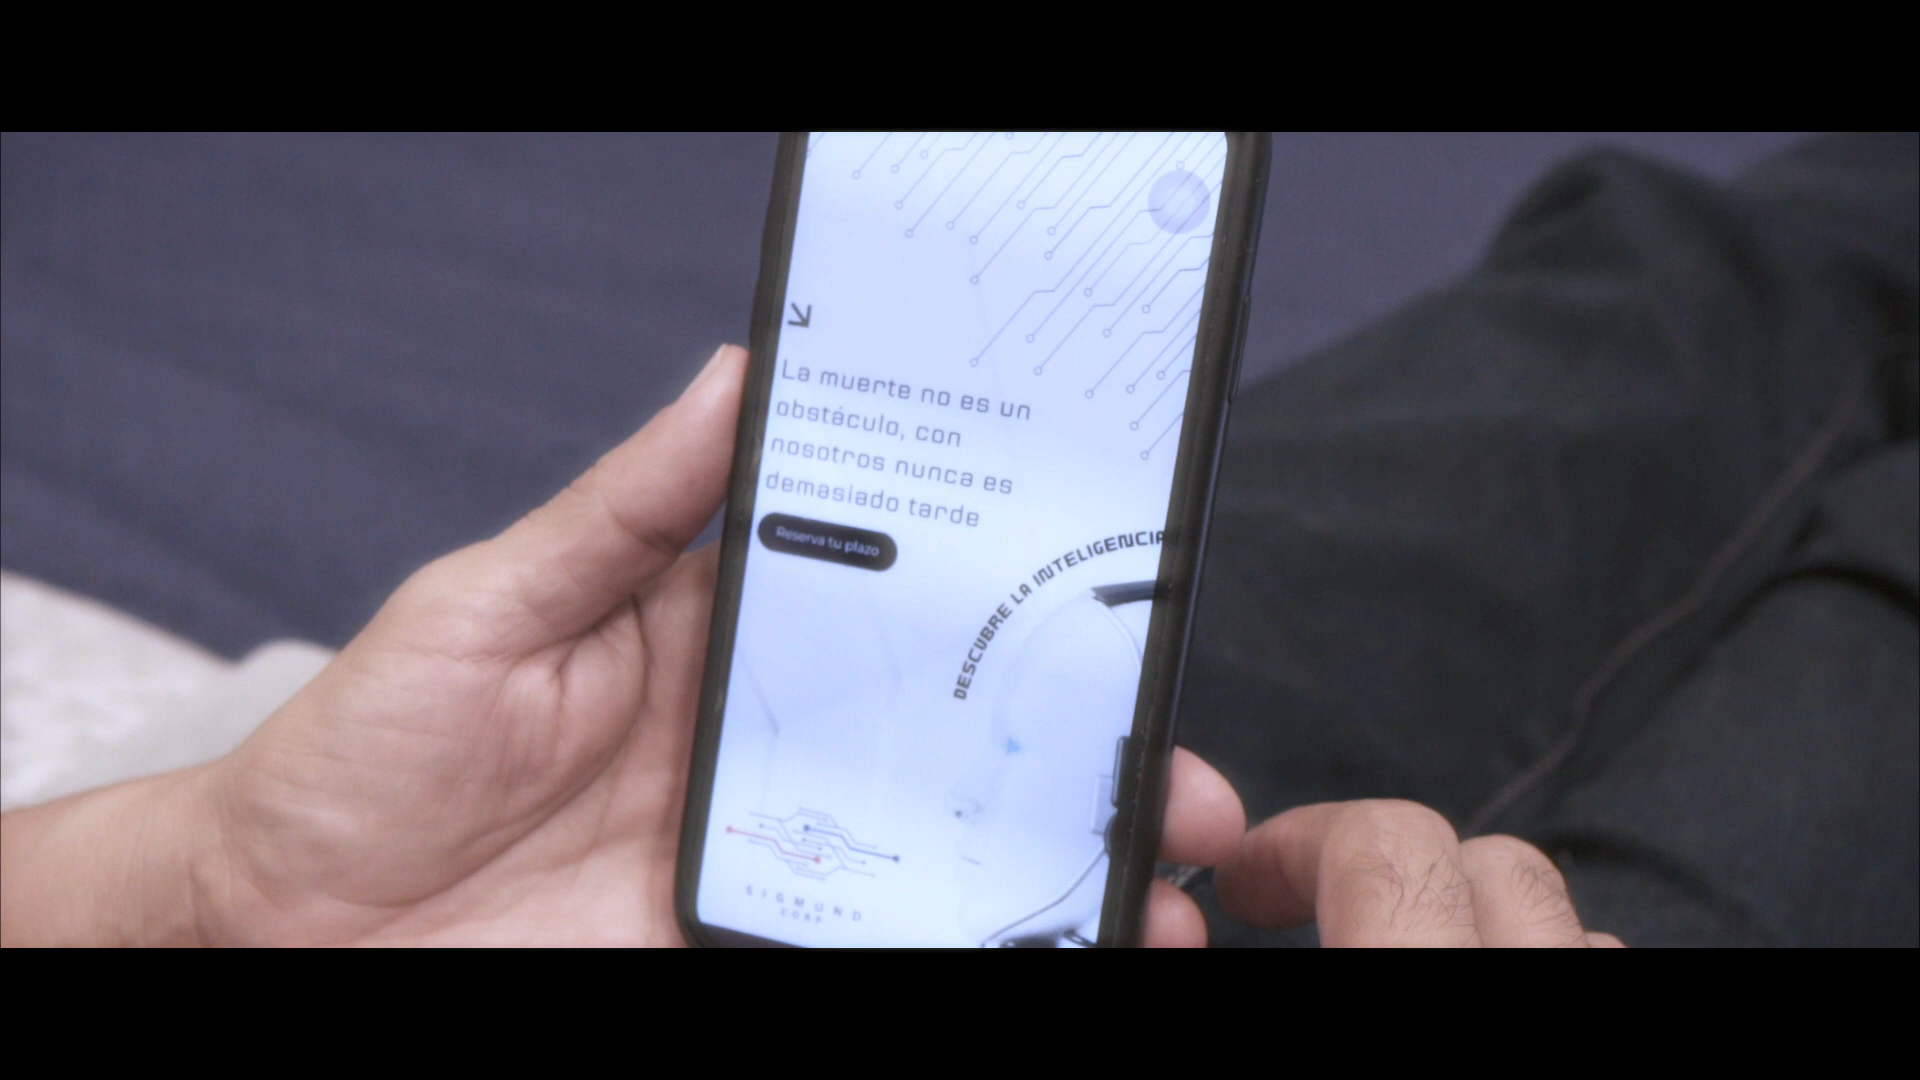 La muerte no es un
obstáculo, con
nosotros nunca es
demasiado tarde
Reserva tu plazo
DESCUBRE LA INTELIGENCIA
SIGMUND
CORP